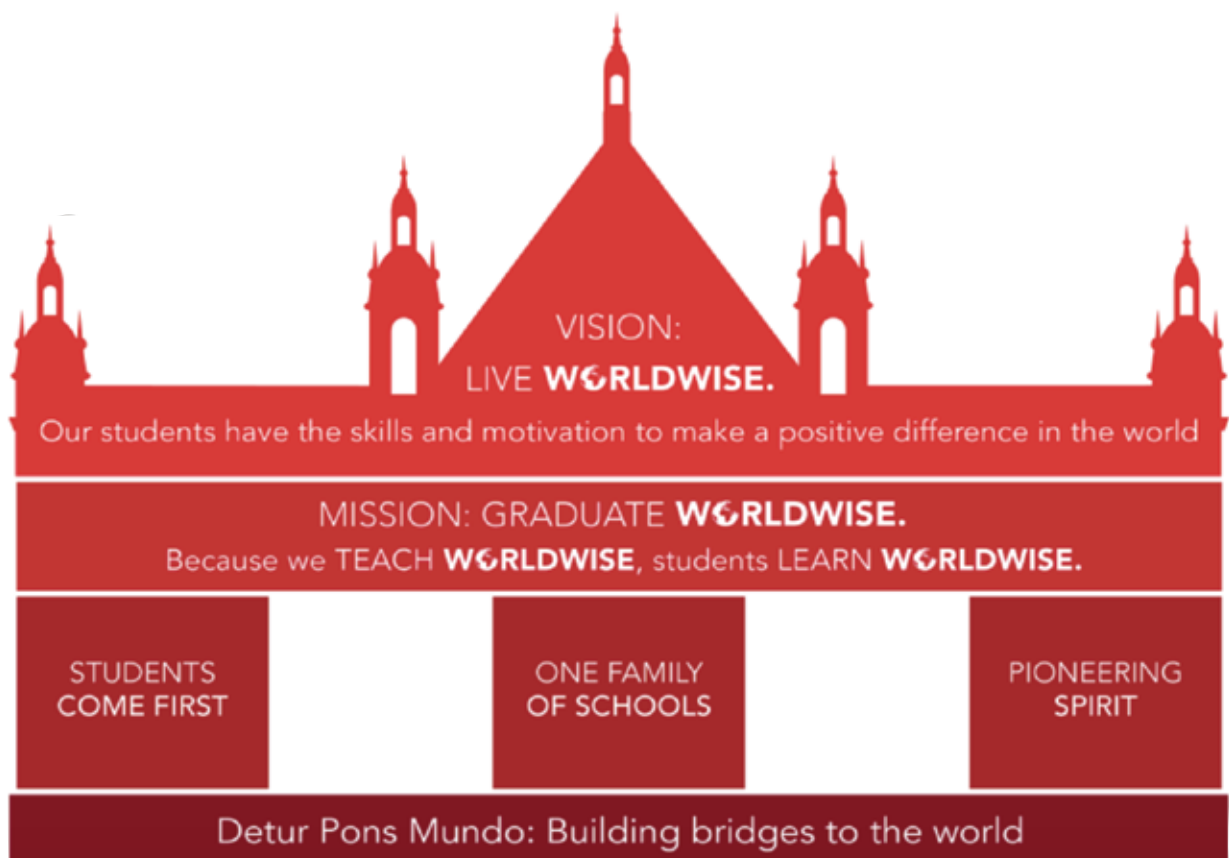 VISION:
LIVE WORLDWISE.
Our students have the skills and motivation to make a positive difference in the world
MISSION: GRADUATE WORLDWISE.
Because we TEACH WORLDWISE, students LEARN WORLDWISE.
STUDENTS
COME FIRST
ONE FAMILY
OF SCHOOLS
PIONEERING
SPIRIT
Detur Pons Mundo: Building bridges to the world